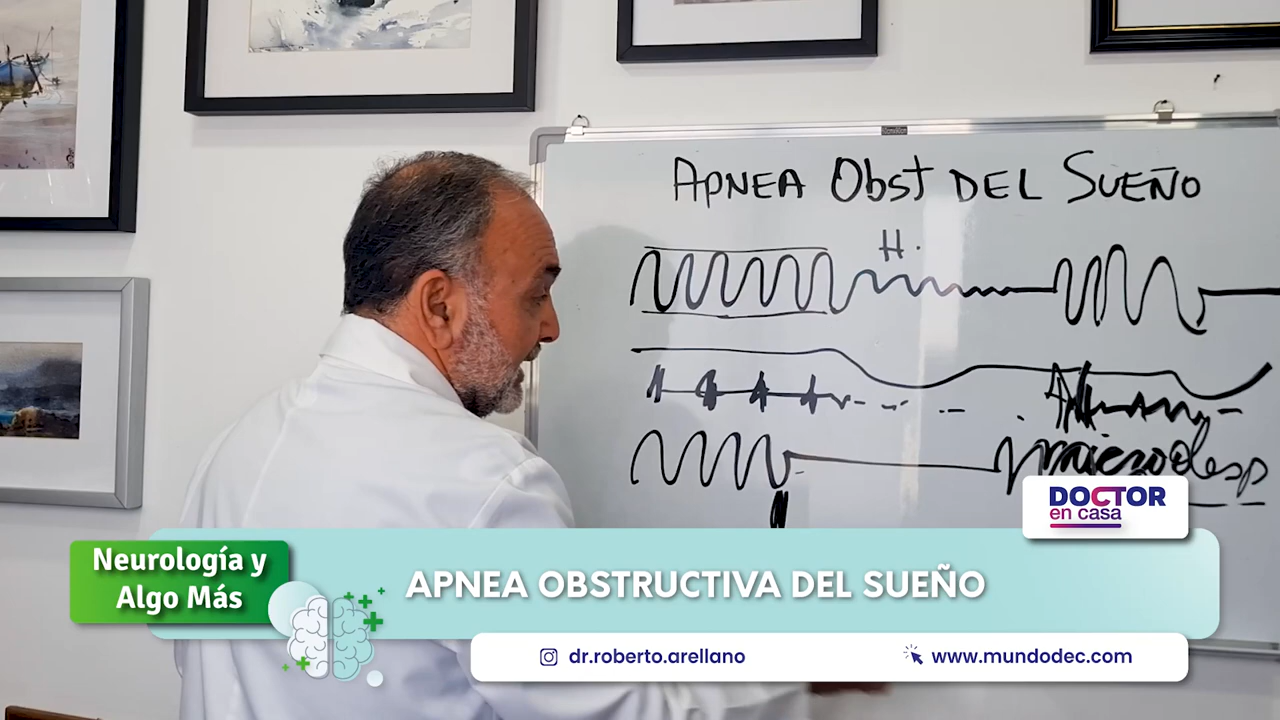 APNEA Obst DEL SUEÑO
H.
microdesp
DOCTOR
en casa
Neurología y
Algo Más
APNEA OBSTRUCTIVA DEL SUEÑO
dr.roberto.arellano
www.mundodec.com